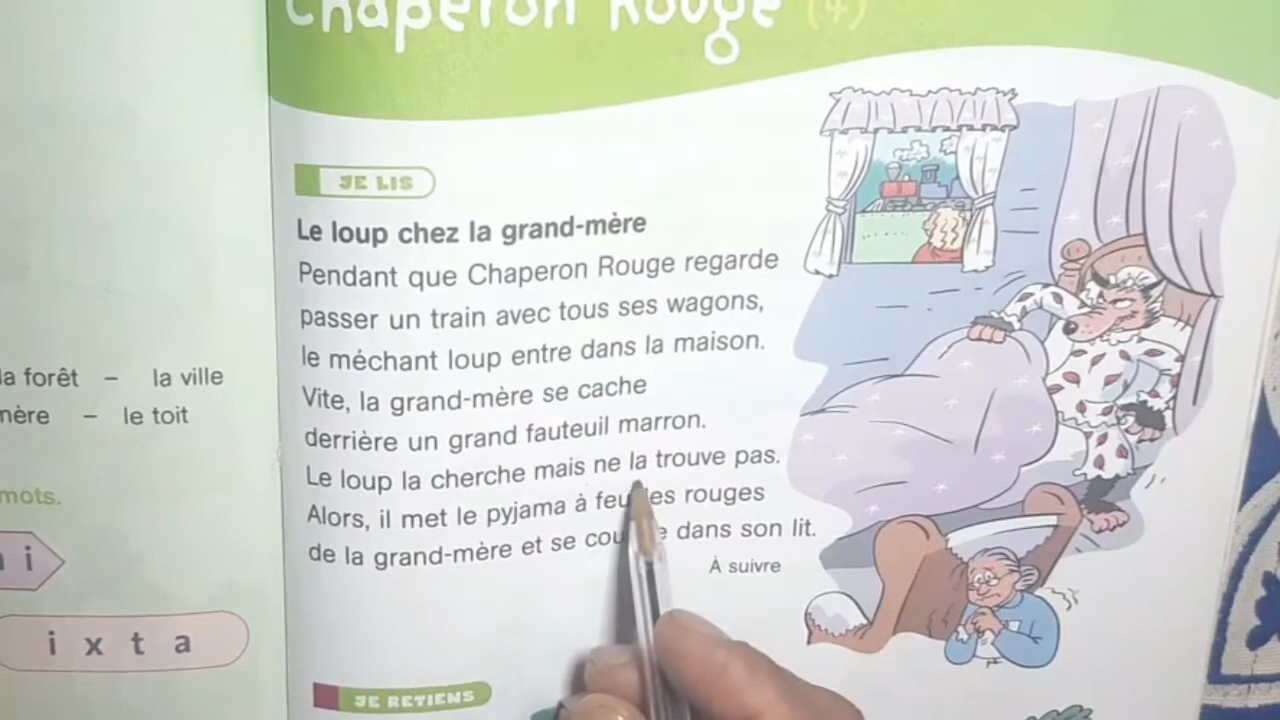 Chaperon Rouge (4)
JE LIS
Le loup chez la grand-mère
Pendant que Chaperon Rouge regarde
passer un train avec tous ses wagons,
le méchant loup entre dans la maison.
Vite, la grand-mère se cache
derrière un grand fauteuil marron.
Le loup la cherche mais ne la trouve pas.
Alors, il met le pyjama à rouges
de la grand-mère et se dans son lit.
À suivre
JE RETIENS
la forêt – la ville
– le toit
mots.
i
i x t a